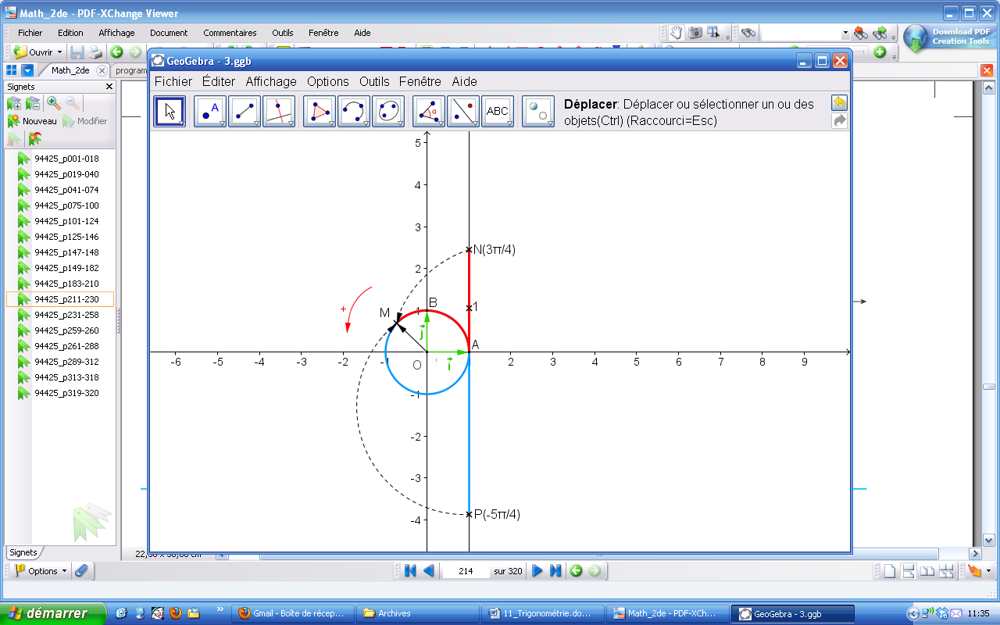 Math_2de - PDF-XChange Viewer
Fichier Edition Affichage Document Commentaires Outils Fenêtre Aide
Download PDF
Creation Tools
Ouvrir
Math_2de
program
Signets
Nouveau
Modifier
94425_p001-018
94425_p019-040
94425_p041-074
94425_p075-100
94425_p101-124
94425_p125-146
94425_p147-148
94425_p149-182
94425_p183-210
94425_p211-230
94425_p231-258
94425_p259-260
94425_p261-288
94425_p289-312
94425_p313-318
94425_p319-320
Signets
GeoGebra - 3.ggb
Fichier Éditer Affichage Options Outils Fenêtre Aide
A
α
ABC
Déplacer: Déplacer ou sélectionner un ou des
objets(Ctrl) (Raccourci=Esc)
5
4
3
N(3π/4)
2
+
M
B
1
1
j
A
-6 -5 -4 -3 -2 -1 O i 2 3 4 5 6 7 8 9
-1
-2
-3
P(-5π/4)
-4
Options
214 sur 320
démarrer
»
Gmail - Boîte de récep...
Archives
11_Trigonométrie.do...
Math_2de - PDF-XCh...
GeoGebra - 3.ggb
11:35